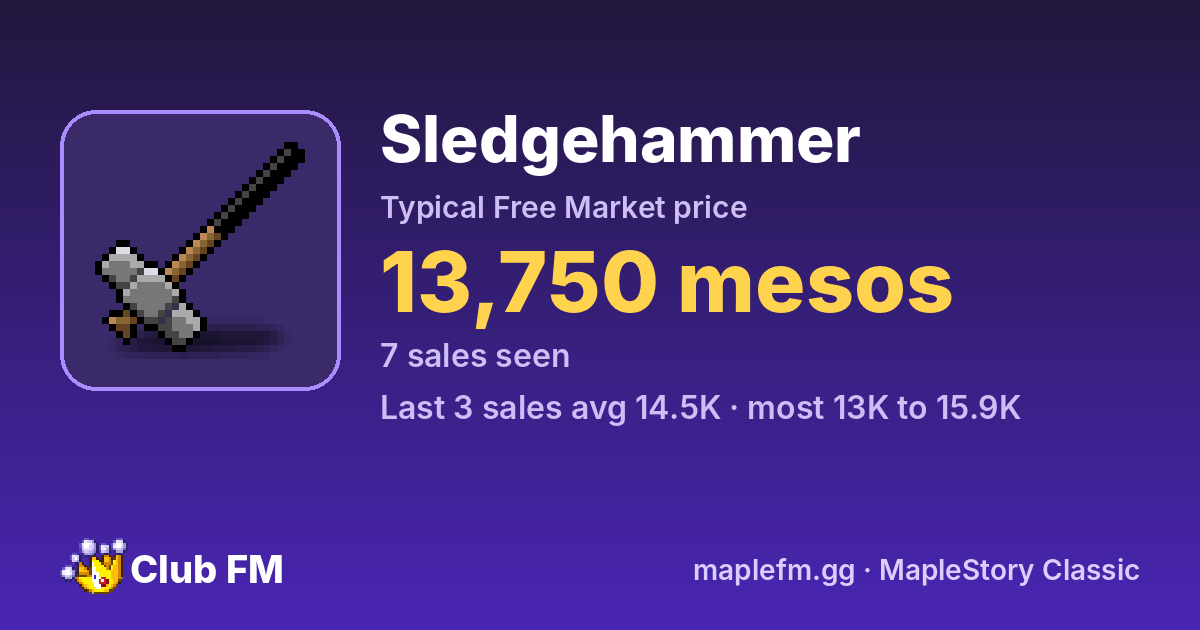 Sledgehammer
Typical Free Market price
13,750 mesos
7 sales seen
Last 3 sales avg 14.5K · most 13K to 15.9K
Club FM
maplefm.gg · MapleStory Classic